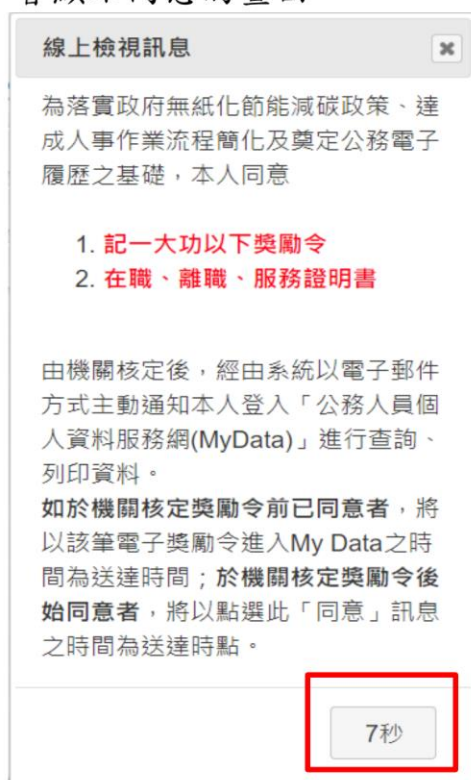 線上檢視訊息
為落實政府無紙化節能減碳政策、達
成人事作業流程簡化及奠定公務電子
履歷之基礎，本人同意
1. 記一大功以下獎勵令
2. 在職、離職、服務證明書
由機關核定後，經由系統以電子郵件
方式主動通知本人登入「公務人員個
人資料服務網(MyData)」進行查詢、
列印資料。
如於機關核定獎勵令前已同意者，將
以該筆電子獎勵令進入My Data之時
間為送達時間；於機關核定獎勵令後
始同意者，將以點選此「同意」訊息
之時間為送達時點。
7秒